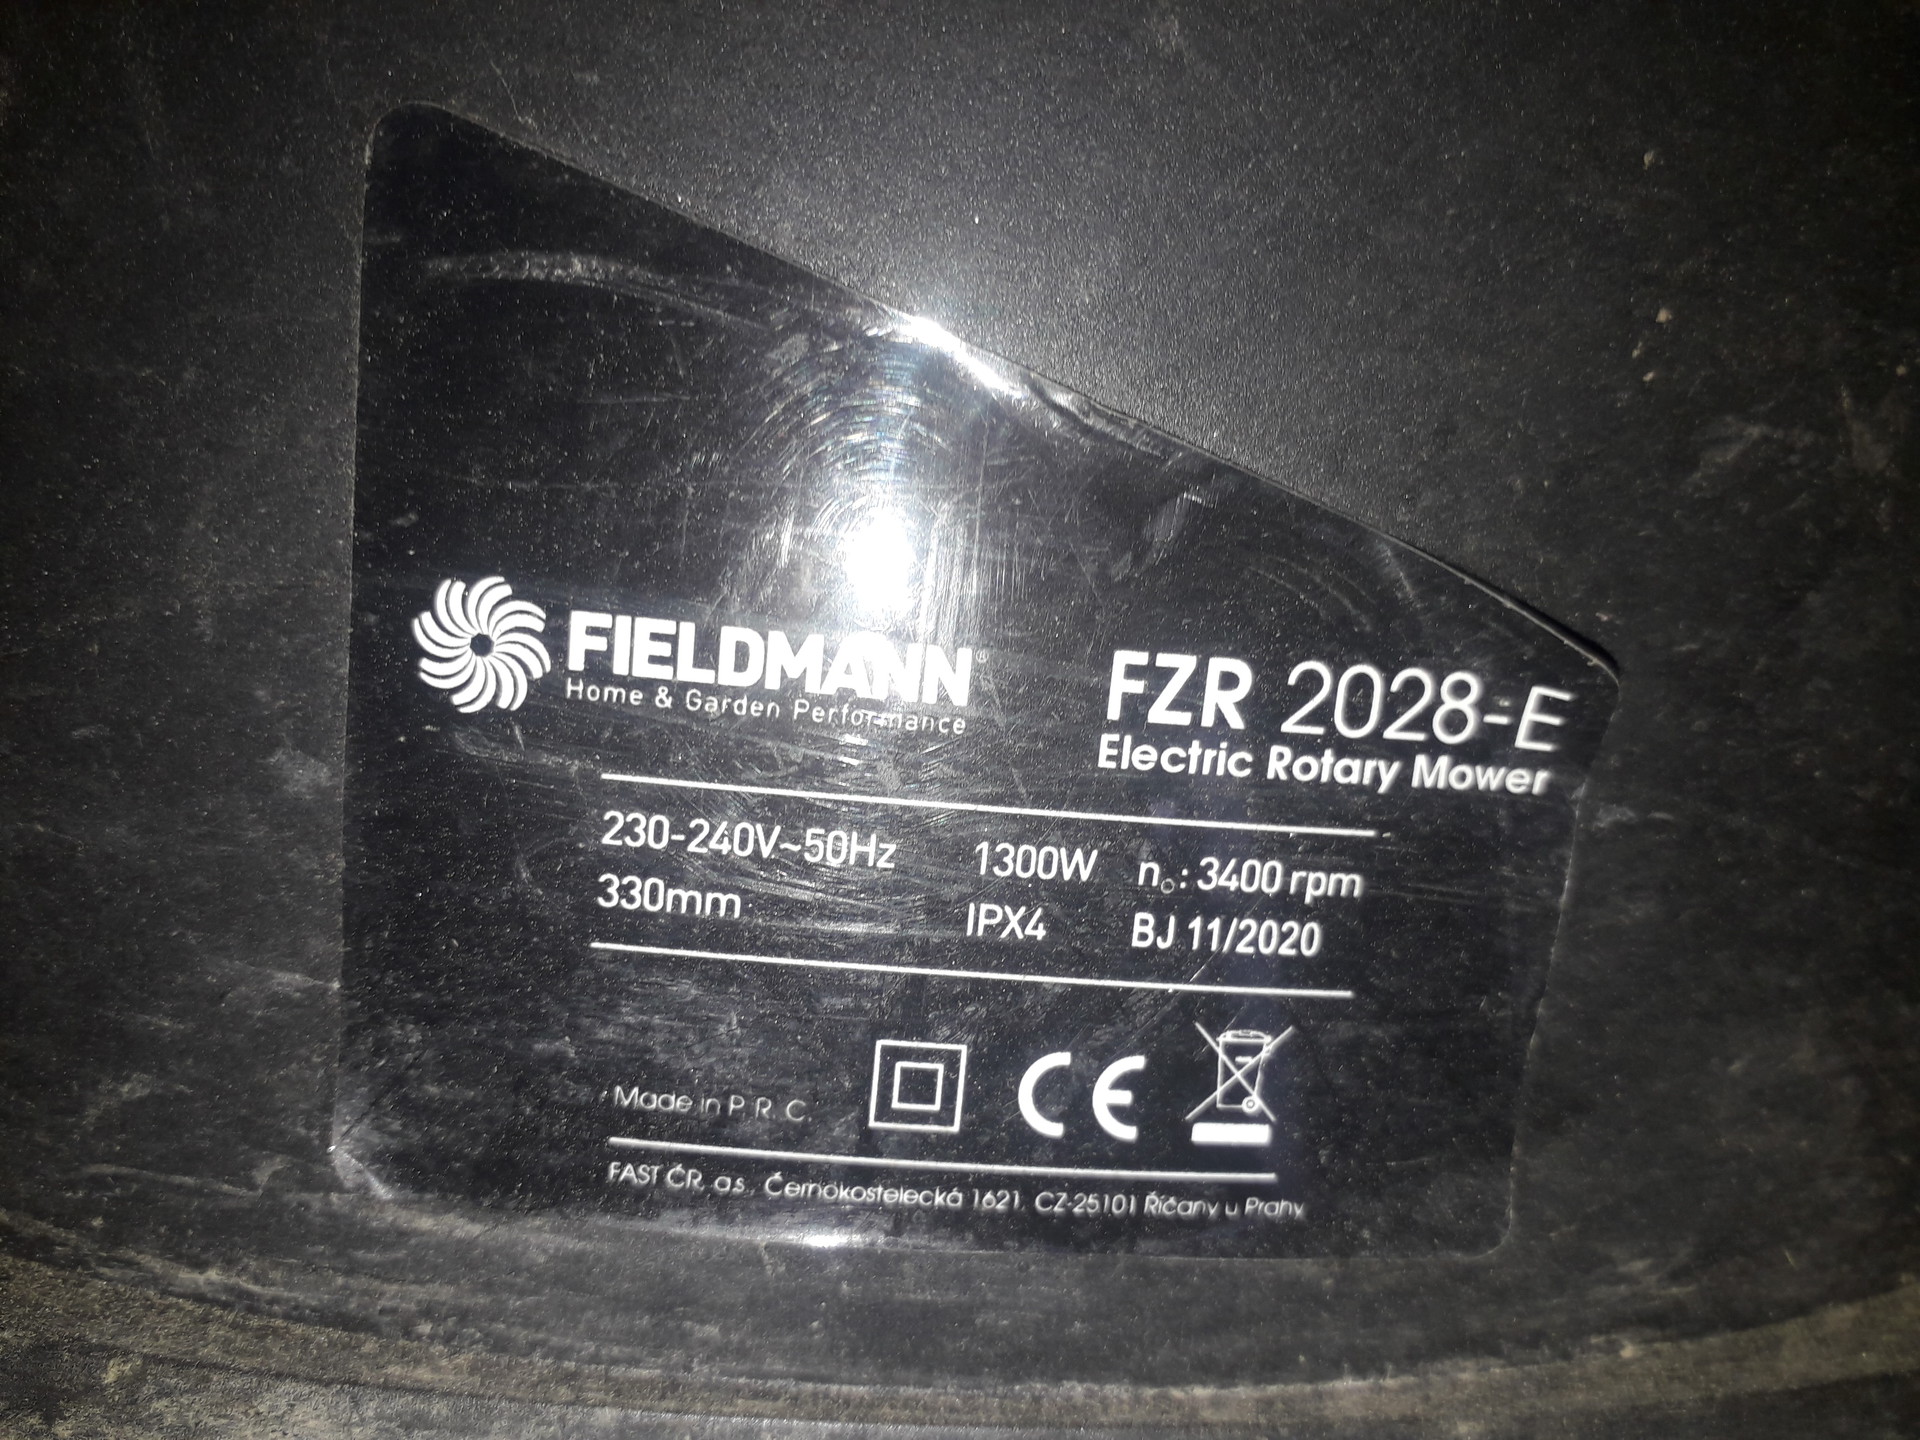 FIELDMANN®
Home & Garden Performance
FZR 2028-E
Electric Rotary Mower
230-240V~50Hz 1300W n₀: 3400 rpm
330mm IPX4 BJ 11/2020
Made in P. R. C.
CE
FAST ČR, a.s., Černokostelecká 1621, CZ-25101 Říčany u Prahy